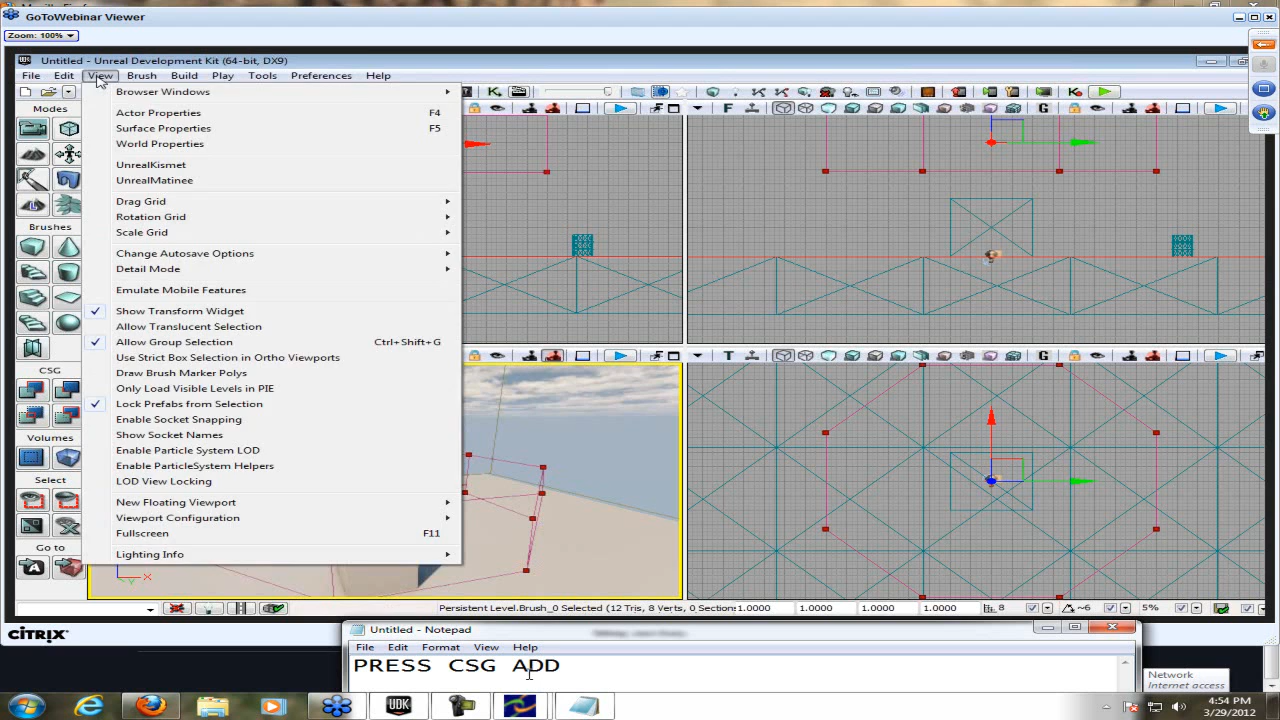 GoToWebinar Viewer
Zoom: 100%
Untitled - Unreal Development Kit (64-bit, DX9)
File Edit View Brush Build Play Tools Preferences Help
Modes
Brushes
CSG
Volumes
Select
Go to
Browser Windows
Actor Properties F4
Surface Properties F5
World Properties
UnrealKismet
UnrealMatinee
Drag Grid
Rotation Grid
Scale Grid
Change Autosave Options
Detail Mode
Emulate Mobile Features
Show Transform Widget
Allow Translucent Selection
Allow Group Selection Ctrl+Shift+G
Use Strict Box Selection in Ortho Viewports
Draw Brush Marker Polys
Only Load Visible Levels in PIE
Lock Prefabs from Selection
Enable Socket Snapping
Show Socket Names
Enable Particle System LOD
Enable ParticleSystem Helpers
LOD View Locking
New Floating Viewport
Viewport Configuration
Fullscreen F11
Lighting Info
F G
T G
X
Y
Persistent Level.Brush_0 Selected (12 Tris, 8 Verts, 0 Sections) 1.0000 1.0000 1.0000 1.0000 8 ~6 5%
CITRIX
Untitled - Notepad
File Edit Format View Help
PRESS CSG ADD
Network
Internet access
UDK
4:54 PM
3/29/2012